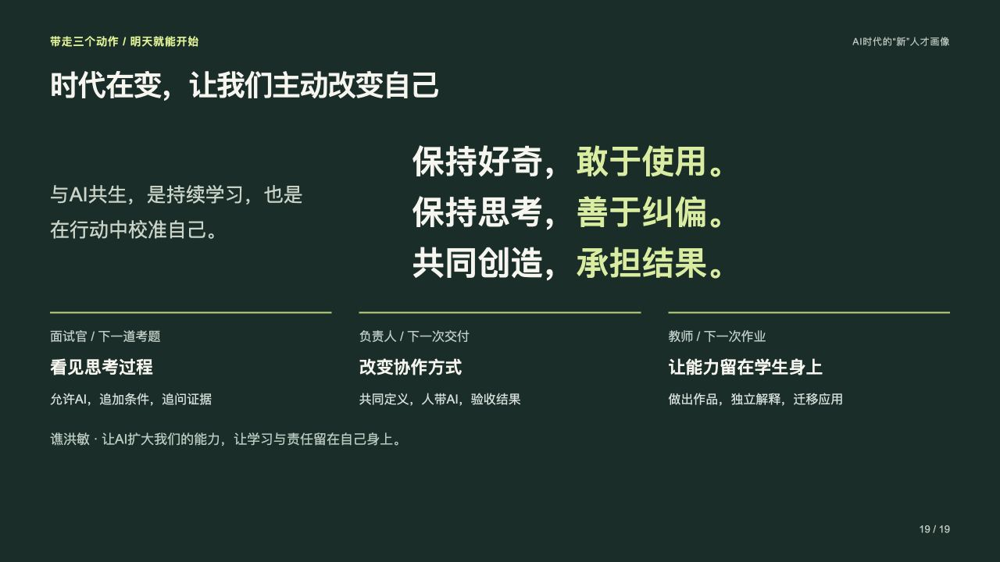 带走三个动作 / 明天就能开始
AI时代的“新”人才画像
时代在变，让我们主动改变自己
与AI共生，是持续学习，也是
在行动中校准自己。
保持好奇，敢于使用。
保持思考，善于纠偏。
共同创造，承担结果。
面试官 / 下一道考题
看见思考过程
允许AI，追加条件，追问证据
负责人 / 下一次交付
改变协作方式
共同定义，人带AI，验收结果
教师 / 下一次作业
让能力留在学生身上
做出作品，独立解释，迁移应用
谯洪敏 · 让AI扩大我们的能力，让学习与责任留在自己身上。
19 / 19